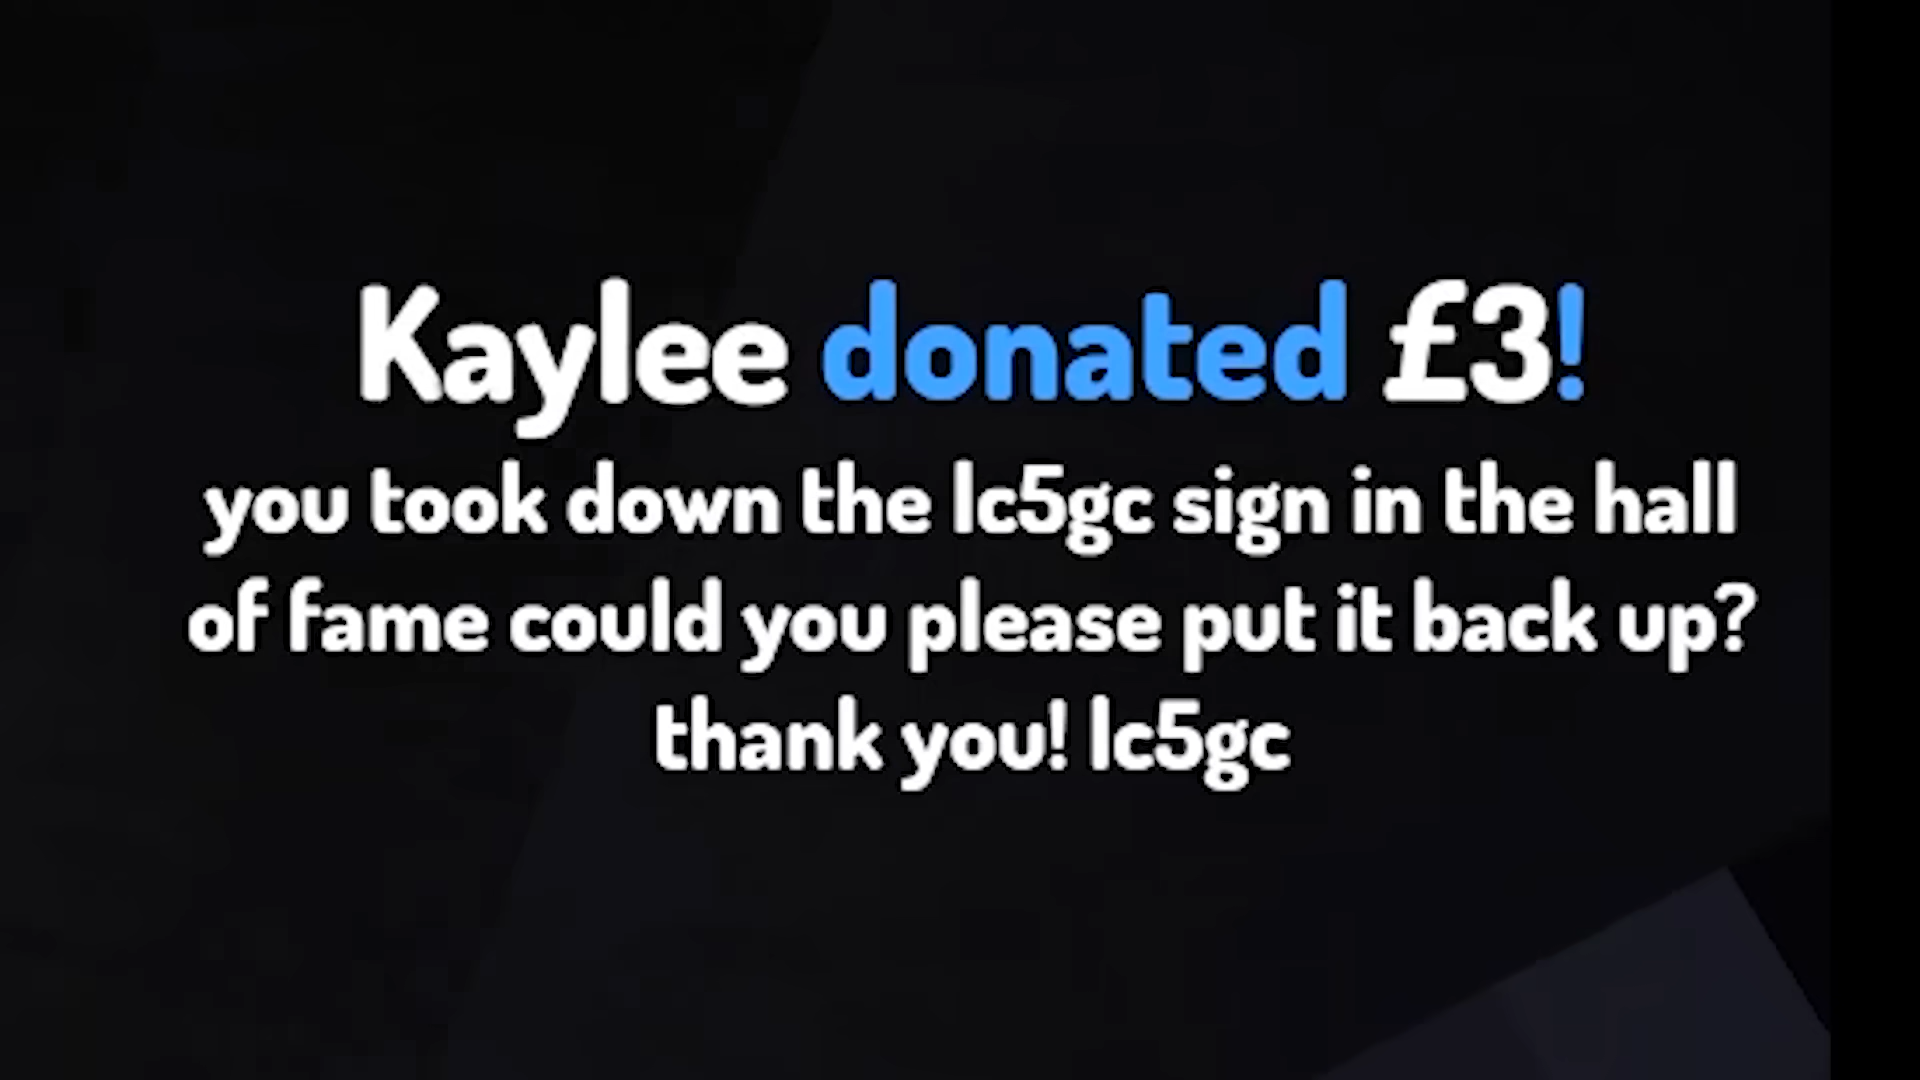 Kaylee donated £3!
you took down the lc5gc sign in the hall
of fame could you please put it back up?
thank you! lc5gc